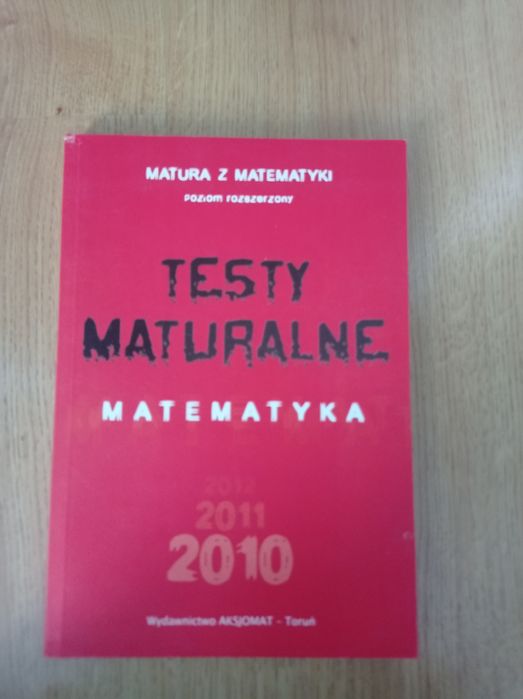 MATURA Z MATEMATYKI
poziom rozszerzony
TESTY
MATURALNE
MATEMATYKA
2012
2011
2010
Wydawnictwo AKSJOMAT - Toruń